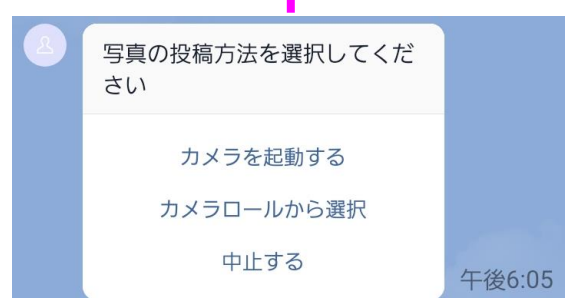 写真の投稿方法を選択してくだ
さい
カメラを起動する
カメラロールから選択
中止する
午後6:05